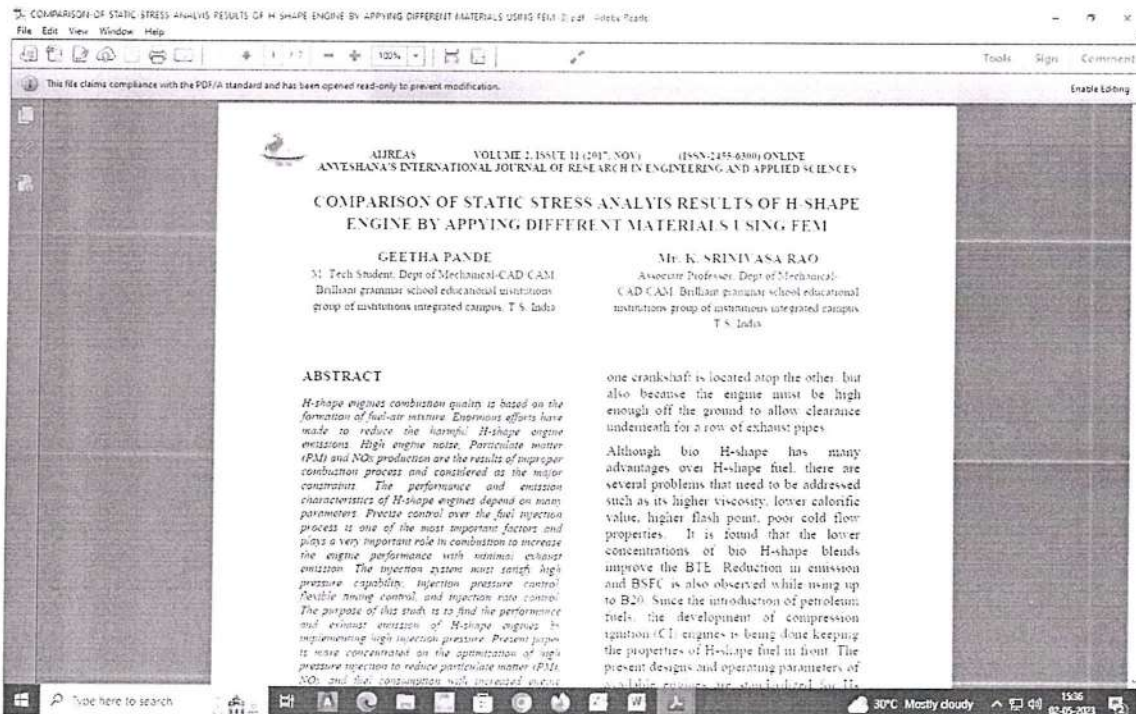 COMPARISON OF STATIC STRESS ANALYIS RESULTS OF H SHAPE ENGINE BY APPYING DIFFERENT MATERIALS USING FEM
File Edit View Window Help
100%
Tools Sign Comment
This file claims compliance with the PDF/A standard and has been opened read-only to prevent modification.
Enable Editing
AIJREAS VOLUME 2, ISSUE 11 (2017, NOV) (ISSN-2455-6300) ONLINE
ANVESHANA'S INTERNATIONAL JOURNAL OF RESEARCH IN ENGINEERING AND APPLIED SCIENCES
COMPARISON OF STATIC STRESS ANALYIS RESULTS OF H-SHAPE
ENGINE BY APPYING DIFFERENT MATERIALS USING FEM
GEETHA PANDE
M. Tech Student, Dept of Mechanical-CAD CAM,
Brilliant grammar school educational institutions
group of institutions integrated campus, T.S. India
Mr. K. SRINIVASA RAO
Associate Professor, Dept of Mechanical-
CAD CAM, Brilliant grammar school educational
institutions group of institutions integrated campus,
T.S. India
ABSTRACT
H-shape engines combustion quality is based on the
formation of fuel-air mixture. Enormous efforts have
made to reduce the harmful H-shape engine
emissions. High engine noise, Particulate matter
(PM) and NOx production are the results of improper
combustion process and considered as the major
constraints. The performance and emission
characteristics of H-shape engines depend on many
parameters. Precise control over the fuel injection
process is one of the most important factors and
plays a very important role in combustion to increase
the engine performance with minimal exhaust
emission. The injection system must satisfy high
pressure capability, injection pressure control,
flexible timing control, and injection rate control.
The purpose of this study is to find the performance
and exhaust emission of H-shape engines by
implementing high injection pressure. Present paper
is more concentrated on the optimization of high
pressure injection to reduce particulate matter (PM),
NOx and fuel consumption with increased engine
one crankshaft is located atop the other, but
also because the engine must be high
enough off the ground to allow clearance
underneath for a row of exhaust pipes
Although bio H-shape has many
advantages over H-shape fuel, there are
several problems that need to be addressed
such as its higher viscosity, lower calorific
value, higher flash point, poor cold flow
properties. It is found that the lower
concentrations of bio H-shape blends
improve the BTE. Reduction in emission
and BSFC is also observed while using up
to B20. Since the introduction of petroleum
fuels, the development of compression
ignition (CI) engines is being done keeping
the properties of H-shape fuel in front. The
present designs and operating parameters of
Type here to search
30°C Mostly cloudy
15:36
02-05-2023